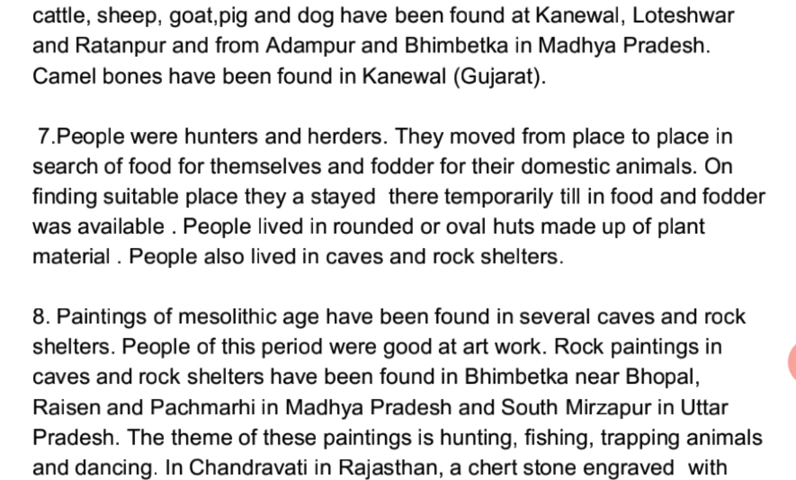 cattle, sheep, goat,pig and dog have been found at Kanewal, Loteshwar
and Ratanpur and from Adampur and Bhimbetka in Madhya Pradesh.
Camel bones have been found in Kanewal (Gujarat).
7.People were hunters and herders. They moved from place to place in
search of food for themselves and fodder for their domestic animals. On
finding suitable place they a stayed  there temporarily till in food and fodder
was available . People lived in rounded or oval huts made up of plant
material . People also lived in caves and rock shelters.
8. Paintings of mesolithic age have been found in several caves and rock
shelters. People of this period were good at art work. Rock paintings in
caves and rock shelters have been found in Bhimbetka near Bhopal,
Raisen and Pachmarhi in Madhya Pradesh and South Mirzapur in Uttar
Pradesh. The theme of these paintings is hunting, fishing, trapping animals
and dancing. In Chandravati in Rajasthan, a chert stone engraved  with